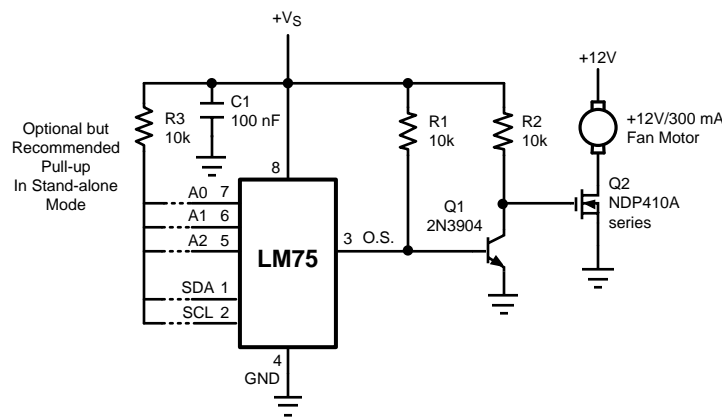 +VS
+12V
C1
100 nF
R3
10k
R1
10k
R2
10k
+12V/300 mA
Fan Motor
Optional but
Recommended
Pull-up
In Stand-alone
Mode
8
Q2
NDP410A
series
A0 7
A1 6
A2 5
Q1
2N3904
3 O.S.
LM75
SDA 1
SCL 2
4
GND